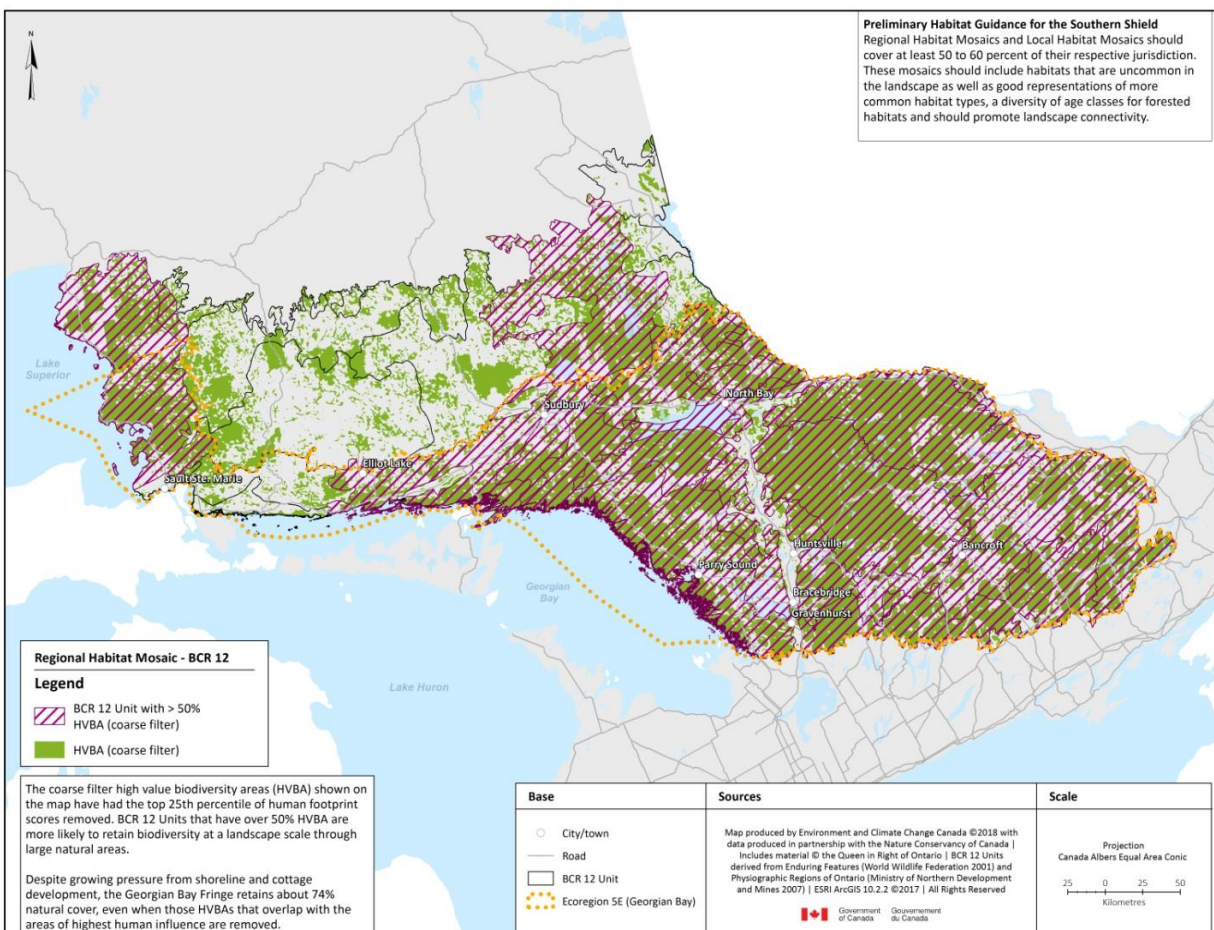 Preliminary Habitat Guidance for the Southern Shield
Regional Habitat Mosaics and Local Habitat Mosaics should
cover at least 50 to 60 percent of their respective jurisdiction.
These mosaics should include habitats that are uncommon in
the landscape as well as good representations of more
common habitat types, a diversity of age classes for forested
habitats and should promote landscape connectivity.
N
Lake
Superior
North Bay
Sudbury
Elliot Lake
Sault Ste. Marie
Huntsville
Bancroft
Parry Sound
Georgian
Bay
Bracebridge
Gravenhurst
Lake Huron
Regional Habitat Mosaic - BCR 12
Legend
BCR 12 Unit with > 50%
HVBA (coarse filter)
HVBA (coarse filter)
The coarse filter high value biodiversity areas (HVBA) shown on
the map have had the top 25th percentile of human footprint
scores removed. BCR 12 Units that have over 50% HVBA are
more likely to retain biodiversity at a landscape scale through
large natural areas.
Despite growing pressure from shoreline and cottage
development, the Georgian Bay Fringe retains about 74%
natural cover, even when those HVBAs that overlap with the
areas of highest human influence are removed.
Base
City/town
Road
BCR 12 Unit
Ecoregion 5E (Georgian Bay)
Sources
Map produced by Environment and Climate Change Canada ©2018 with
data produced in partnership with the Nature Conservancy of Canada |
Includes material © the Queen in Right of Ontario | BCR 12 Units
derived from Enduring Features (World Wildlife Federation 2001) and
Physiographic Regions of Ontario (Ministry of Northern Development
and Mines 2007) | ESRI ArcGIS 10.2.2 ©2017 | All Rights Reserved
Government of Canada
Gouvernement du Canada
Scale
Projection
Canada Albers Equal Area Conic
25 0 25 50
Kilometres